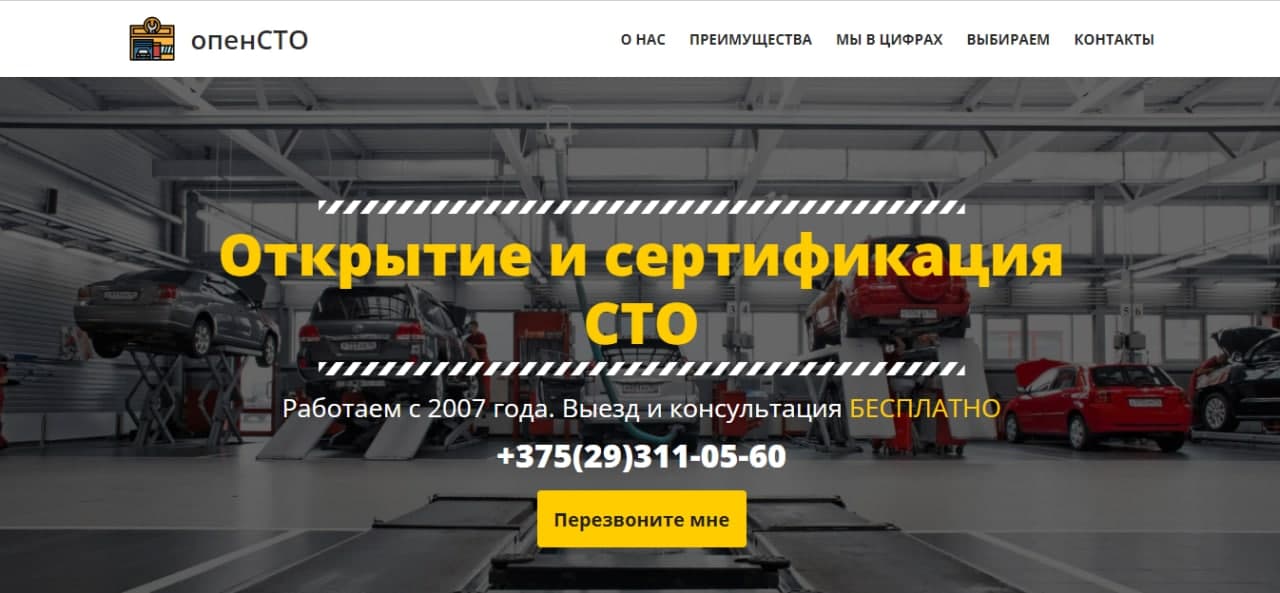 опенСТО
О НАС ПРЕИМУЩЕСТВА МЫ В ЦИФРАХ ВЫБИРАЕМ КОНТАКТЫ
Открытие и сертификация
СТО
Работаем с 2007 года. Выезд и консультация БЕСПЛАТНО
+375(29)311-05-60
Перезвоните мне